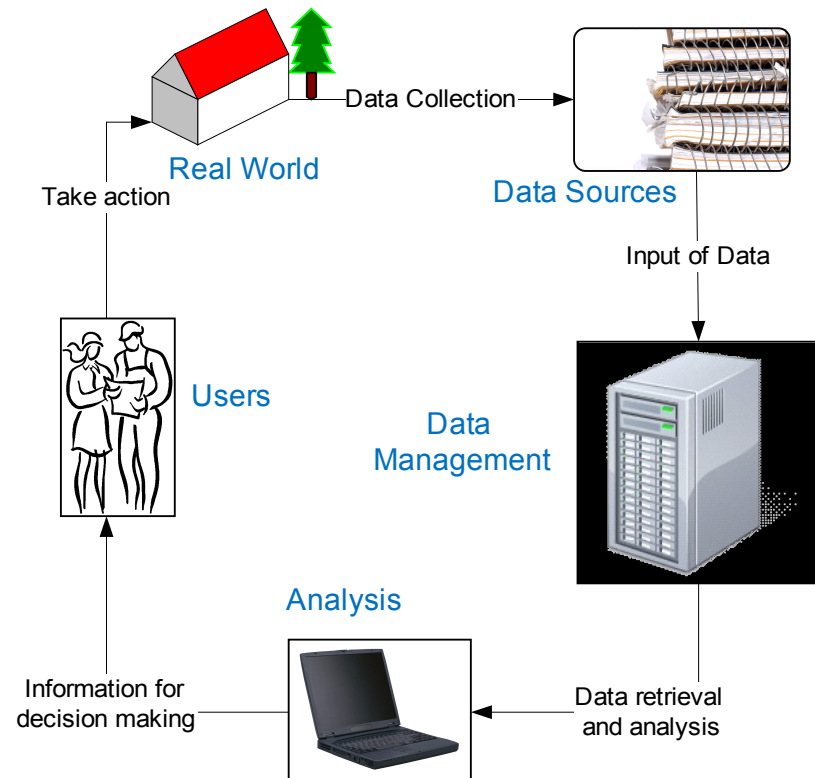 Data Collection
Real World
Data Sources
Take action
Input of Data
Users
Data
Management
Analysis
Information for
decision making
Data retrieval
and analysis